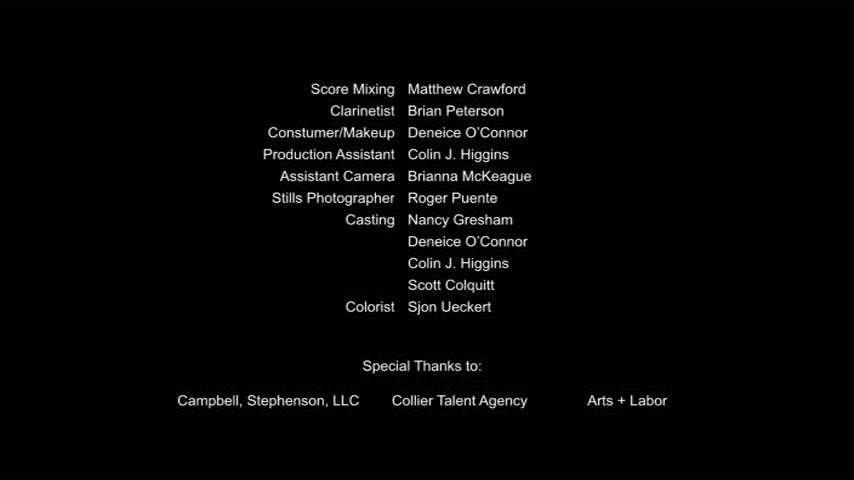 Score Mixing Matthew Crawford
Clarinetist Brian Peterson
Constumer/Makeup Deneice O'Connor
Production Assistant Colin J. Higgins
Assistant Camera Brianna McKeague
Stills Photographer Roger Puente
Casting Nancy Gresham
Deneice O'Connor
Colin J. Higgins
Scott Colquitt
Colorist Sjon Ueckert
Special Thanks to:
Campbell, Stephenson, LLC Collier Talent Agency Arts + Labor